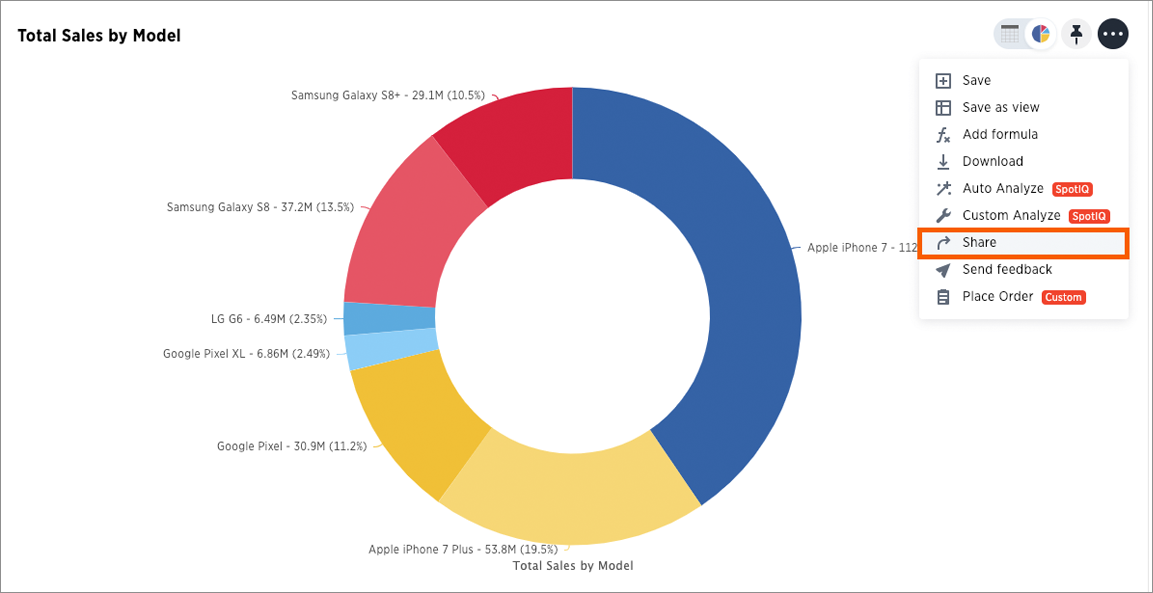 Total Sales by Model
Save
Save as view
Add formula
Download
Auto Analyze SpotIQ
Custom Analyze SpotIQ
Share
Send feedback
Place Order Custom
Samsung Galaxy S8+ - 29.1M (10.5%)
Samsung Galaxy S8 - 37.2M (13.5%)
Apple iPhone 7 - 112
LG G6 - 6.49M (2.35%)
Google Pixel XL - 6.86M (2.49%)
Google Pixel - 30.9M (11.2%)
Apple iPhone 7 Plus - 53.8M (19.5%)
Total Sales by Model